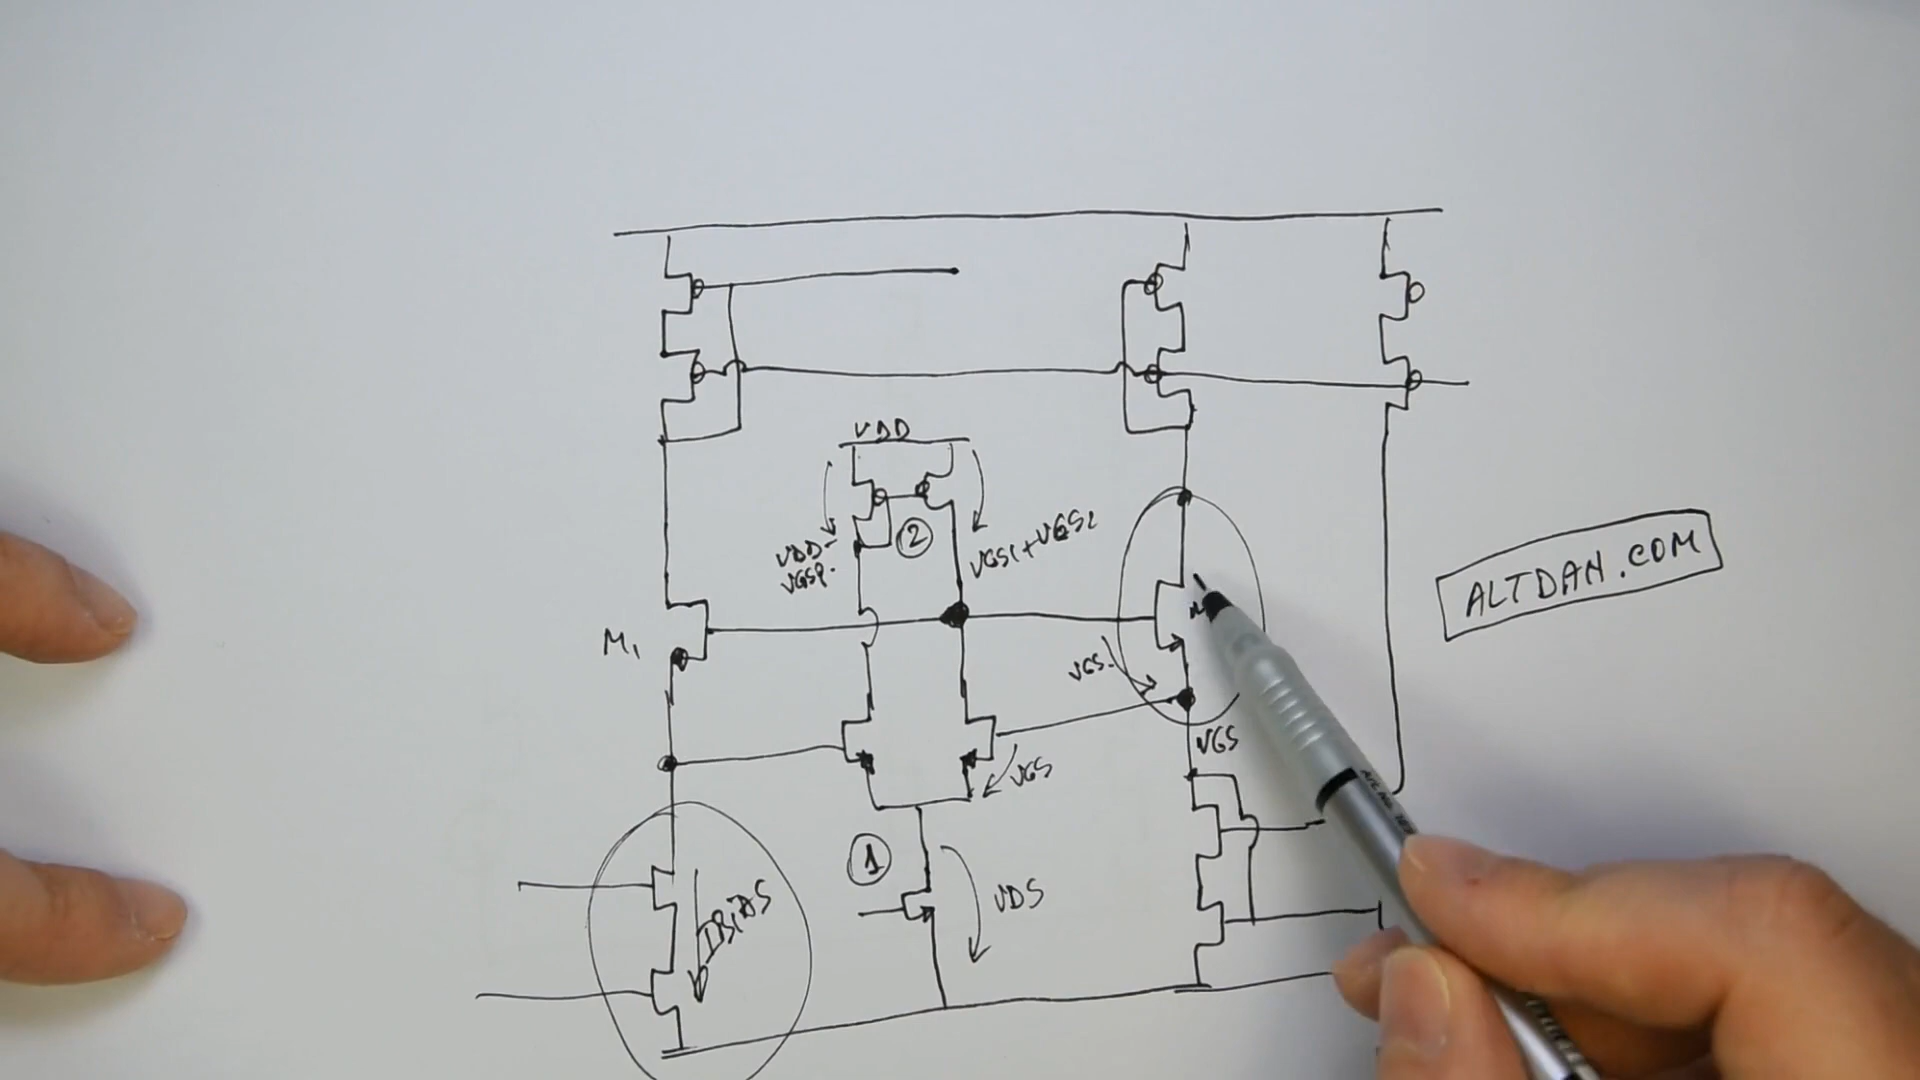 VDD
VDD-
VGSP.
2
VGS1+VGS2
ALTDAN.COM
M1
VGS-
VGS
VGS
1
VDS
IBiAS